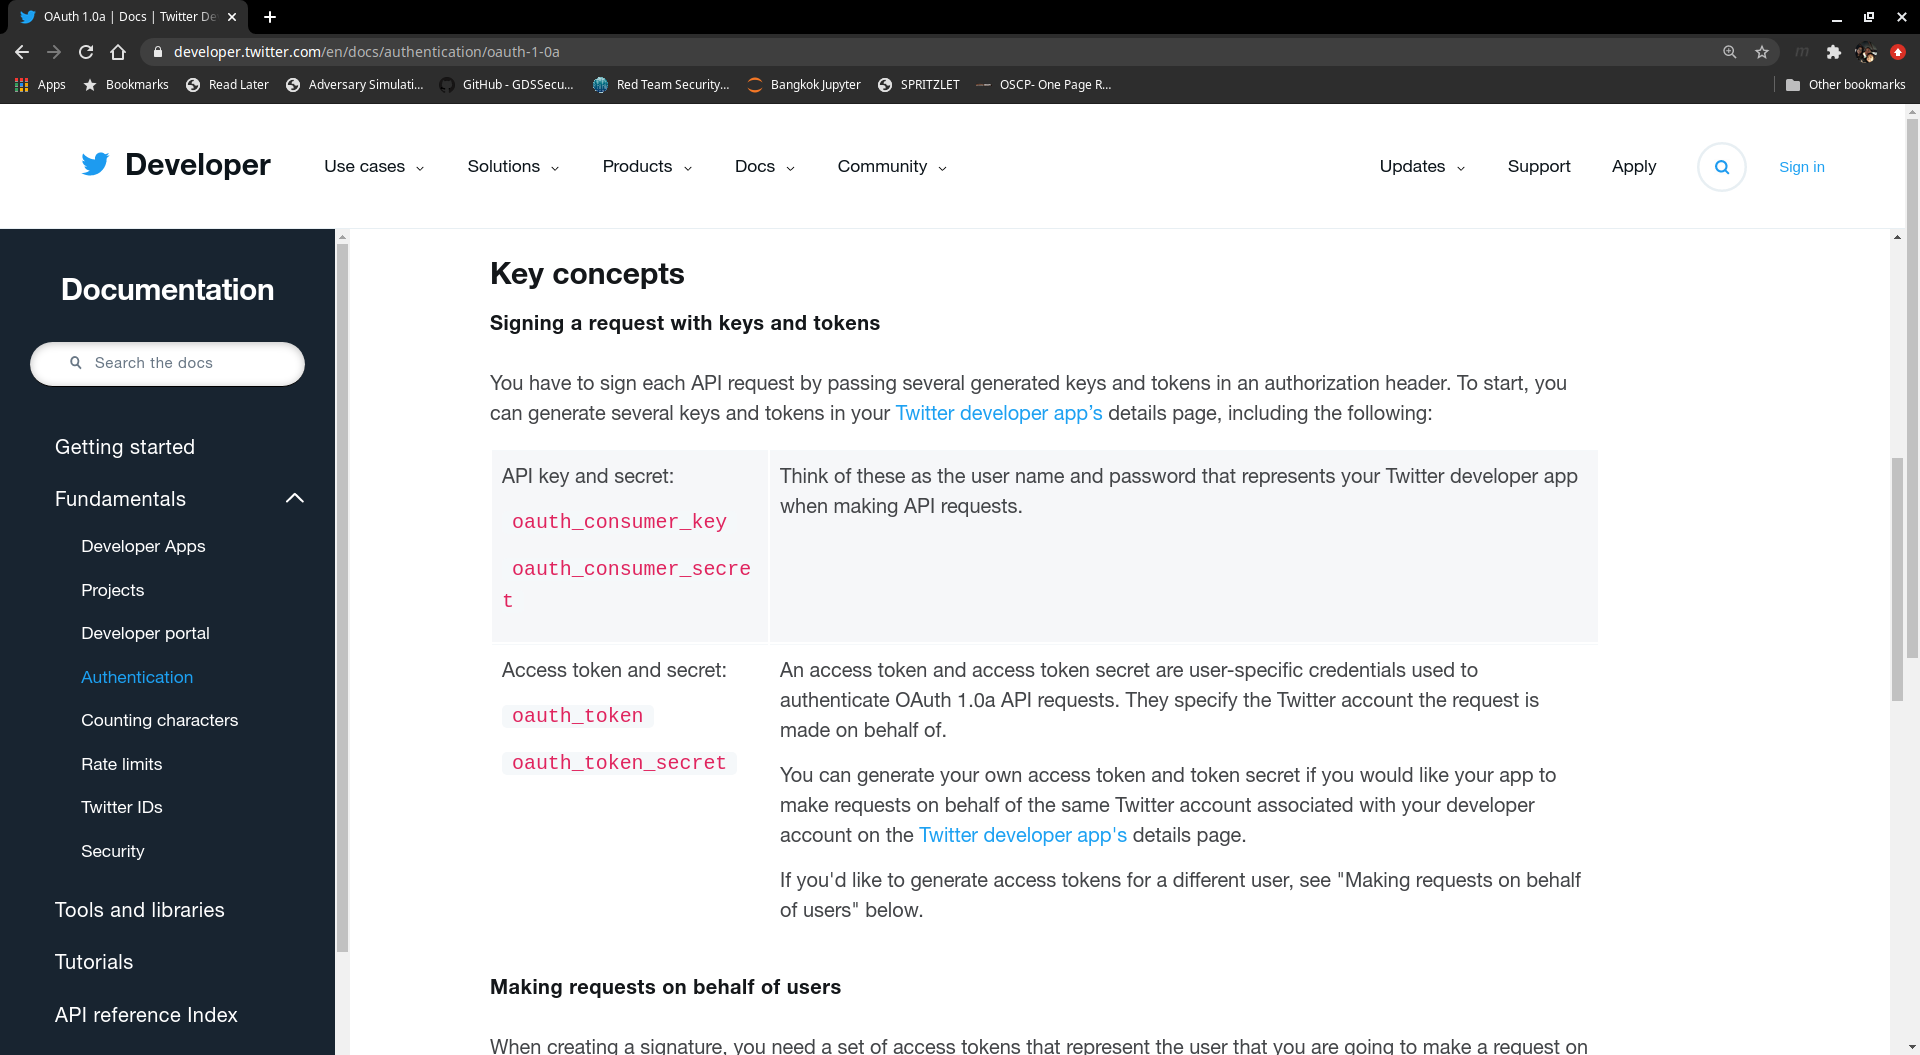 OAuth 1.0a | Docs | Twitter De
developer.twitter.com/en/docs/authentication/oauth-1-0a
Apps Bookmarks Read Later Adversary Simulati... GitHub - GDSSecu... Red Team Security... Bangkok Jupyter SPRITZLET OSCP- One Page R... Other bookmarks
Developer Use cases Solutions Products Docs Community Updates Support Apply Sign in
Documentation
Search the docs
Getting started
Fundamentals
Developer Apps
Projects
Developer portal
Authentication
Counting characters
Rate limits
Twitter IDs
Security
Tools and libraries
Tutorials
API reference Index
Key concepts
Signing a request with keys and tokens
You have to sign each API request by passing several generated keys and tokens in an authorization header. To start, you
can generate several keys and tokens in your Twitter developer app’s details page, including the following:
API key and secret:
oauth_consumer_key
oauth_consumer_secre
t
Think of these as the user name and password that represents your Twitter developer app
when making API requests.
Access token and secret:
oauth_token
oauth_token_secret
An access token and access token secret are user-specific credentials used to
authenticate OAuth 1.0a API requests. They specify the Twitter account the request is
made on behalf of.
You can generate your own access token and token secret if you would like your app to
make requests on behalf of the same Twitter account associated with your developer
account on the Twitter developer app's details page.
If you'd like to generate access tokens for a different user, see "Making requests on behalf
of users" below.
Making requests on behalf of users
When creating a signature, you need a set of access tokens that represent the user that you are going to make a request on